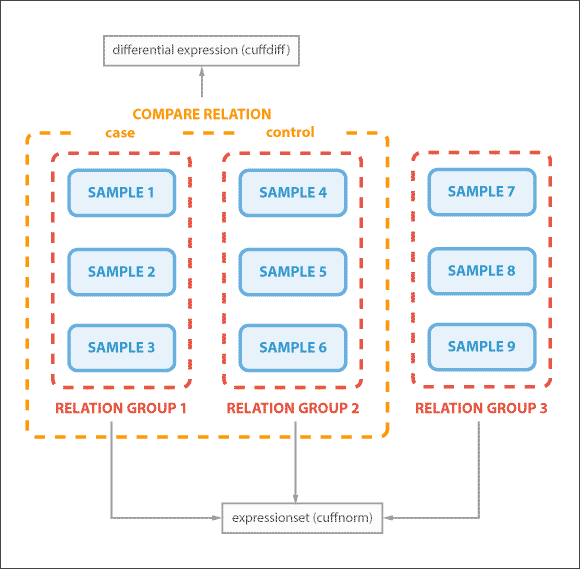 differential expression (cuffdiff)
COMPARE RELATION
case
control
SAMPLE 1
SAMPLE 4
SAMPLE 7
SAMPLE 2
SAMPLE 5
SAMPLE 8
SAMPLE 3
SAMPLE 6
SAMPLE 9
RELATION GROUP 1
RELATION GROUP 2
RELATION GROUP 3
expressionset (cuffnorm)